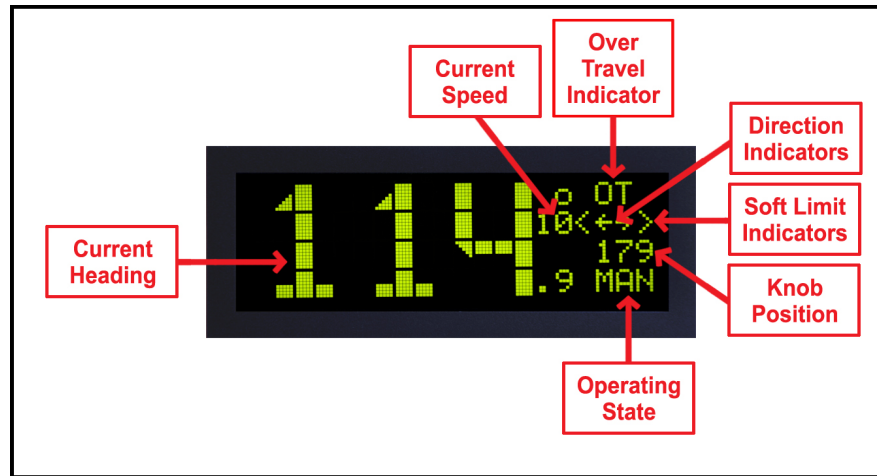 Over
Travel
Indicator
Current
Speed
Direction
Indicators
Soft Limit
Indicators
Current
Heading
Knob
Position
Operating
State
114.9° OT
10<←→>
179
MAN